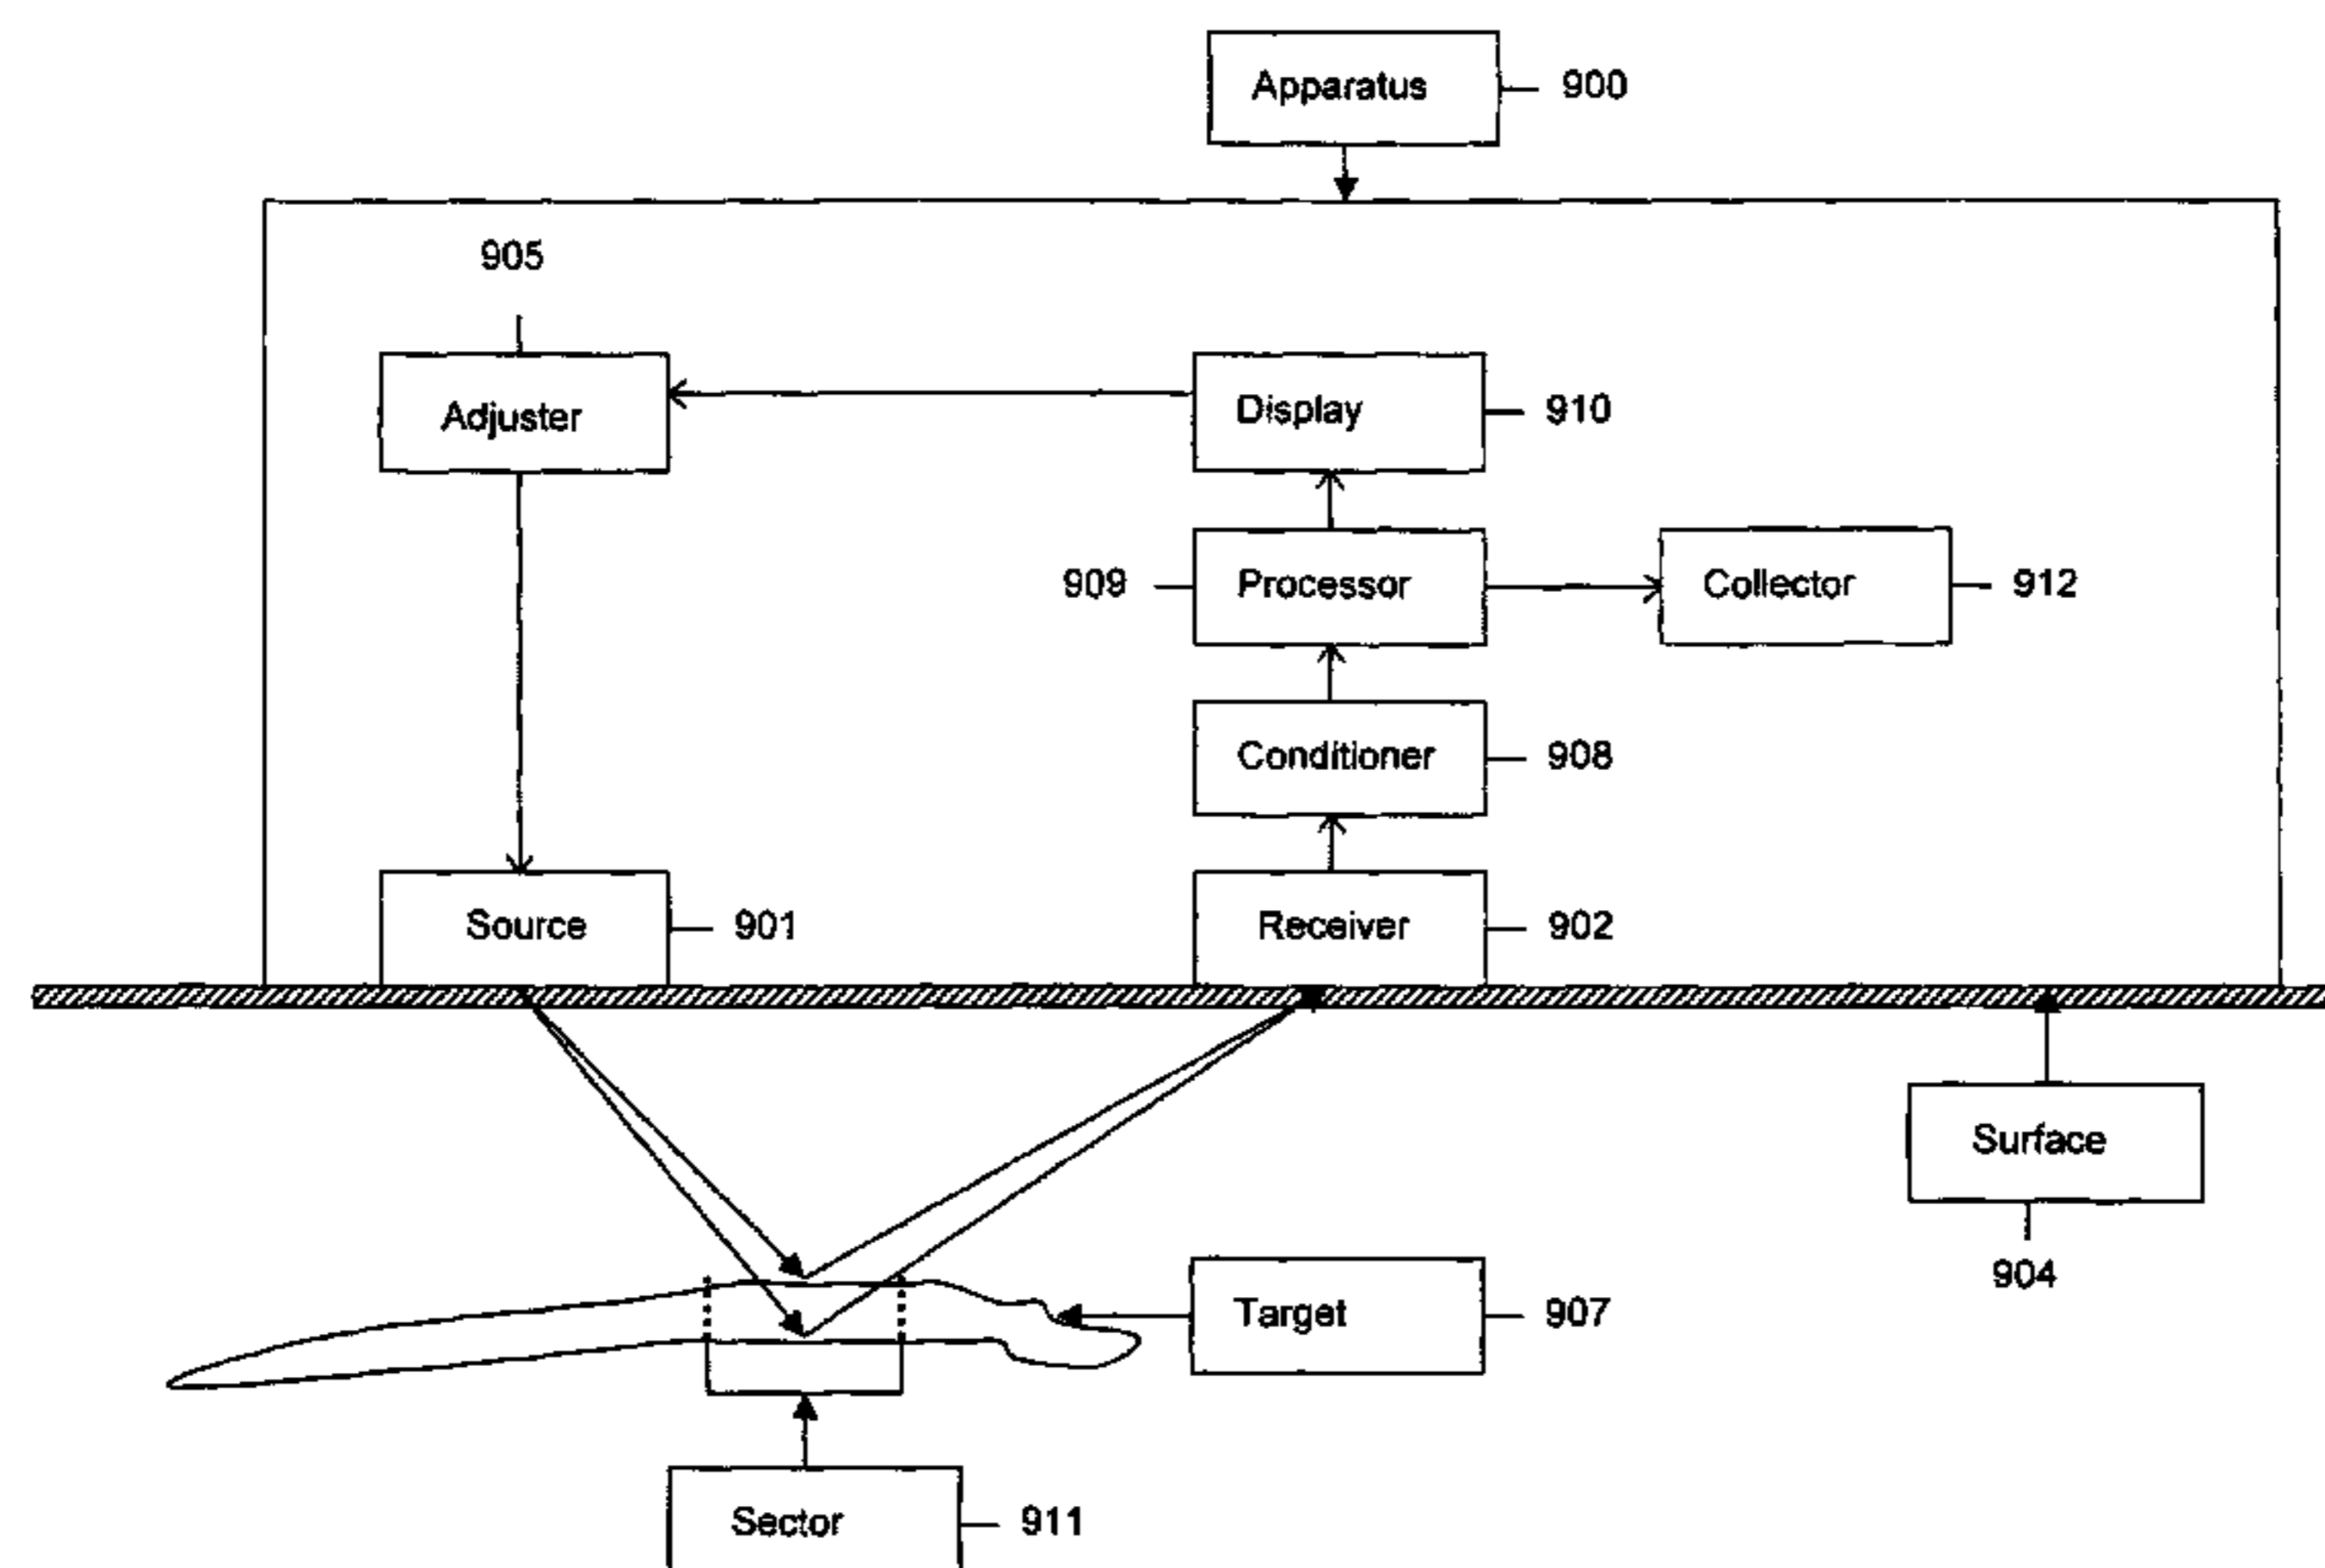 Apparatus 900
905
Adjuster
Display 910
909 Processor
Collector 912
Conditioner 908
Source 901
Receiver 902
Surface
904
Target 907
Sector 911